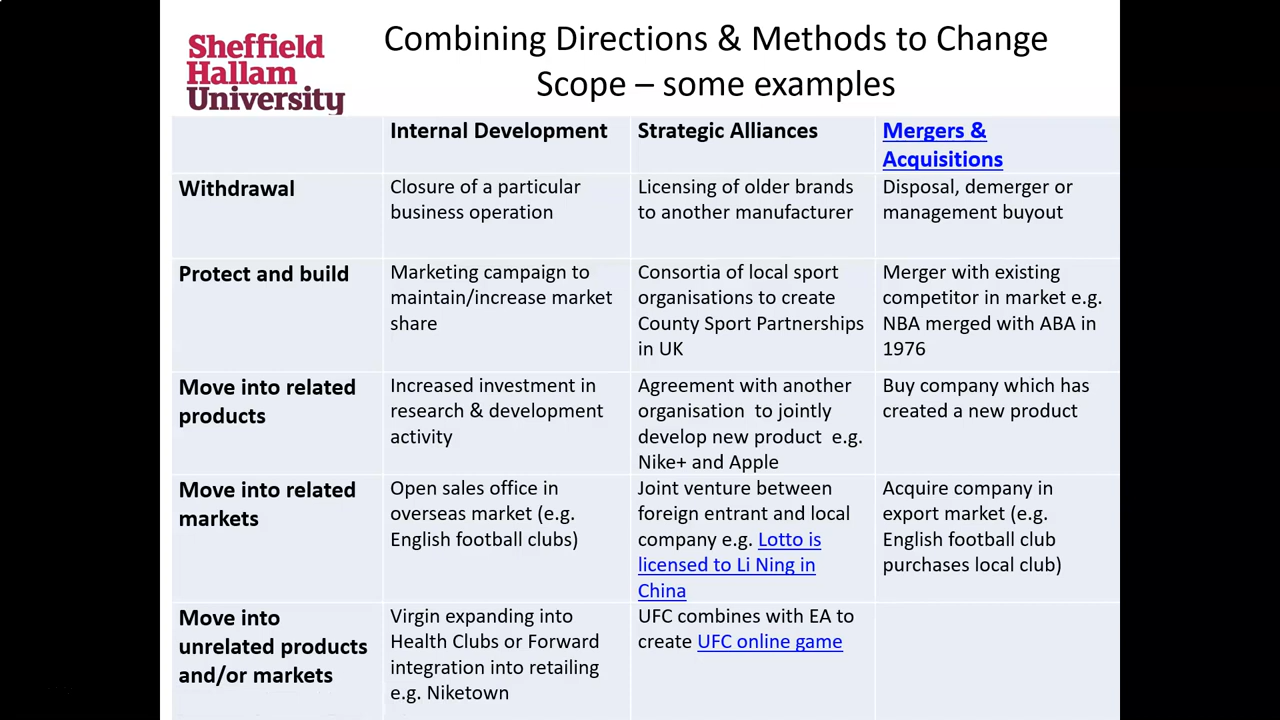 Sheffield
Hallam
University
Combining Directions & Methods to Change
Scope – some examples
Internal Development
Strategic Alliances
Mergers &
Acquisitions
Withdrawal
Closure of a particular
business operation
Licensing of older brands
to another manufacturer
Disposal, demerger or
management buyout
Protect and build
Marketing campaign to
maintain/increase market
share
Consortia of local sport
organisations to create
County Sport Partnerships
in UK
Merger with existing
competitor in market e.g.
NBA merged with ABA in
1976
Move into related
products
Increased investment in
research & development
activity
Agreement with another
organisation to jointly
develop new product e.g.
Nike+ and Apple
Buy company which has
created a new product
Move into related
markets
Open sales office in
overseas market (e.g.
English football clubs)
Joint venture between
foreign entrant and local
company e.g. Lotto is
licensed to Li Ning in
China
Acquire company in
export market (e.g.
English football club
purchases local club)
Move into
unrelated products
and/or markets
Virgin expanding into
Health Clubs or Forward
integration into retailing
e.g. Niketown
UFC combines with EA to
create UFC online game